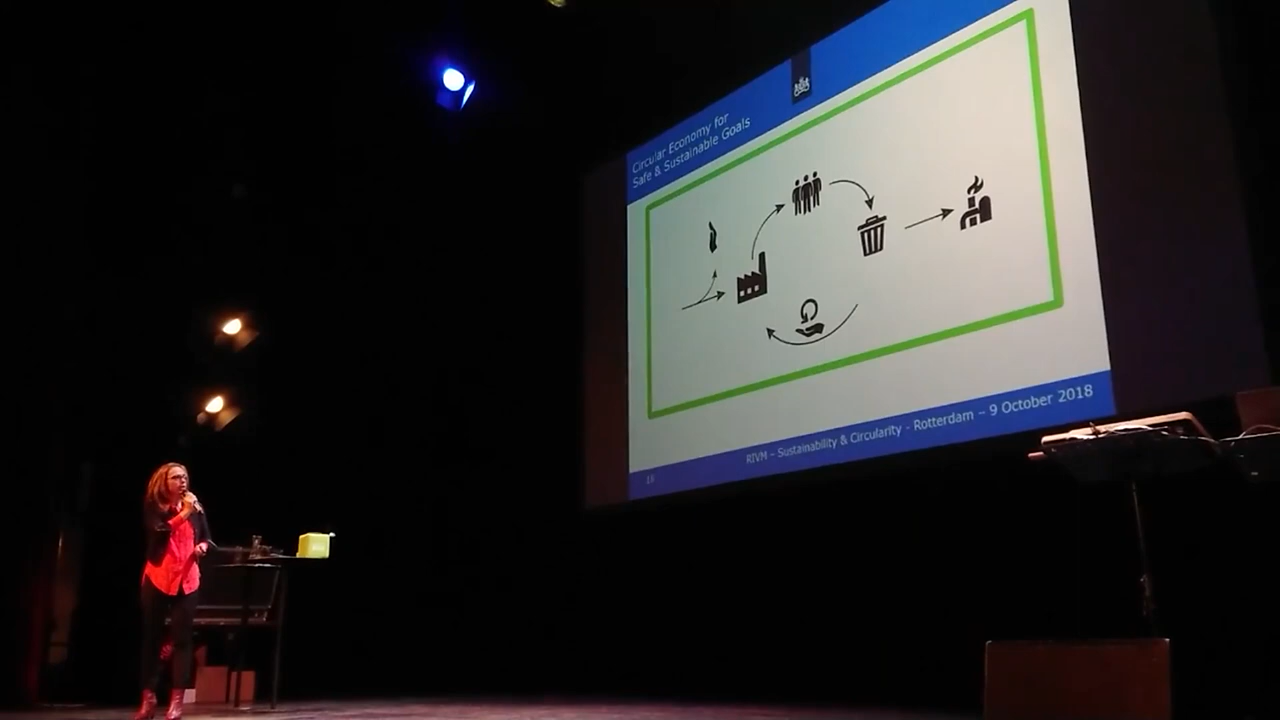 Circular Economy for
Safe & Sustainable Goals
RIVM – Sustainability & Circularity - Rotterdam – 9 October 2018